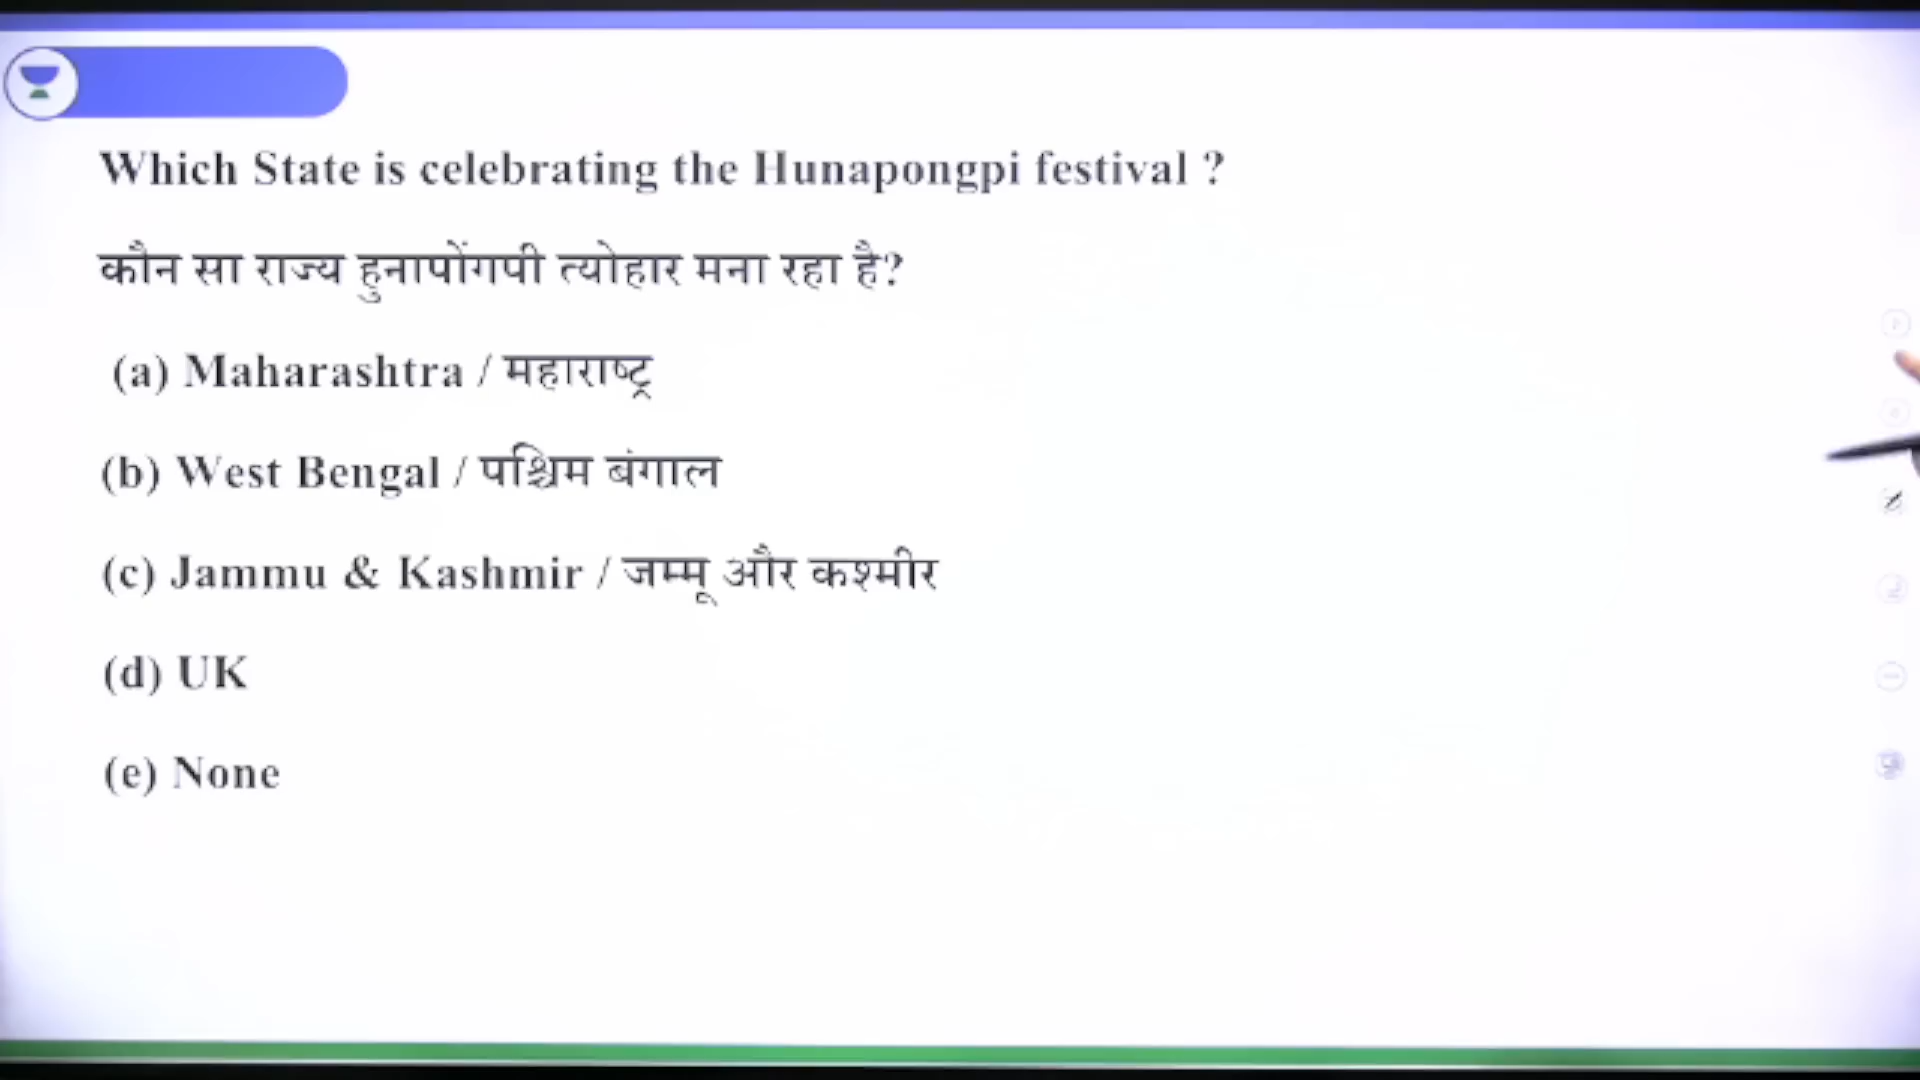 Which State is celebrating the Hunapongpi festival ?
कौन सा राज्य हुनापोंगपी त्योहार मना रहा है?
(a) Maharashtra / महाराष्ट्र
(b) West Bengal / पश्चिम बंगाल
(c) Jammu & Kashmir / जम्मू और कश्मीर
(d) UK
(e) None